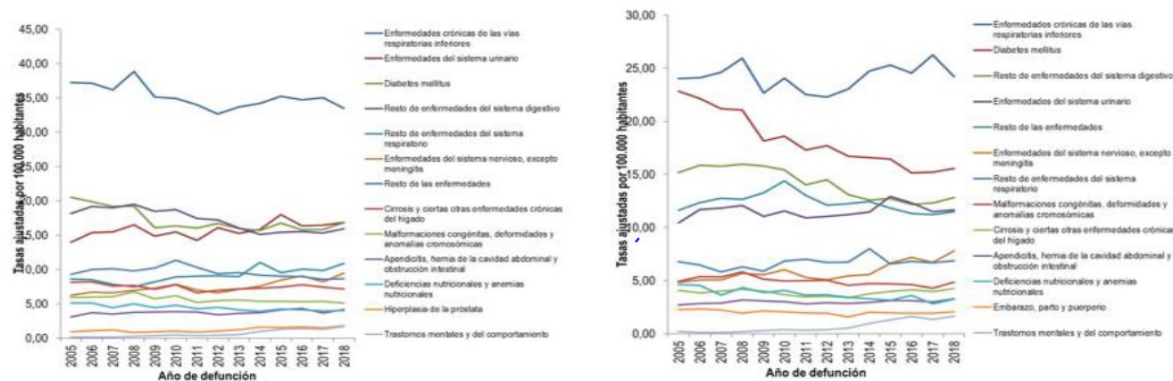 45,00
40,00
35,00
30,00
25,00
20,00
15,00
10,00
5,00
0,00
Tasas ajustadas por 100.000 habitantes
2005 2006 2007 2008 2009 2010 2011 2012 2013 2014 2015 2016 2017 2018
Año de defunción
Enfermedades crónicas de las vías
respiratorias inferiores
Enfermedades del sistema urinario
Diabetes mellitus
Resto de enfermedades del sistema digestivo
Resto de enfermedades del sistema
respiratorio
Enfermedades del sistema nervioso, excepto
meningitis
Resto de las enfermedades
Cirrosis y ciertas otras enfermedades crónicas
del hígado
Malformaciones congénitas, deformidades y
anomalías cromosómicas
Apendicitis, hernia de la cavidad abdominal y
obstrucción intestinal
Deficiencias nutricionales y anemias
nutricionales
Hiperplasia de la próstata
Trastornos mentales y del comportamiento
30,00
25,00
20,00
15,00
10,00
5,00
0,00
Tasas ajustadas por 100.000 habitantes
2005 2006 2007 2008 2009 2010 2011 2012 2013 2014 2015 2016 2017 2018
Año de defunción
Enfermedades crónicas de las vías
respiratorias inferiores
Diabetes mellitus
Resto de enfermedades del sistema digestivo
Enfermedades del sistema urinario
Resto de las enfermedades
Enfermedades del sistema nervioso, excepto
meningitis
Resto de enfermedades del sistema
respiratorio
Malformaciones congénitas, deformidades y
anomalías cromosómicas
Cirrosis y ciertas otras enfermedades crónicas
del hígado
Apendicitis, hernia de la cavidad abdominal y
obstrucción intestinal
Deficiencias nutricionales y anemias
nutricionales
Embarazo, parto y puerperio
Trastornos mentales y del comportamiento